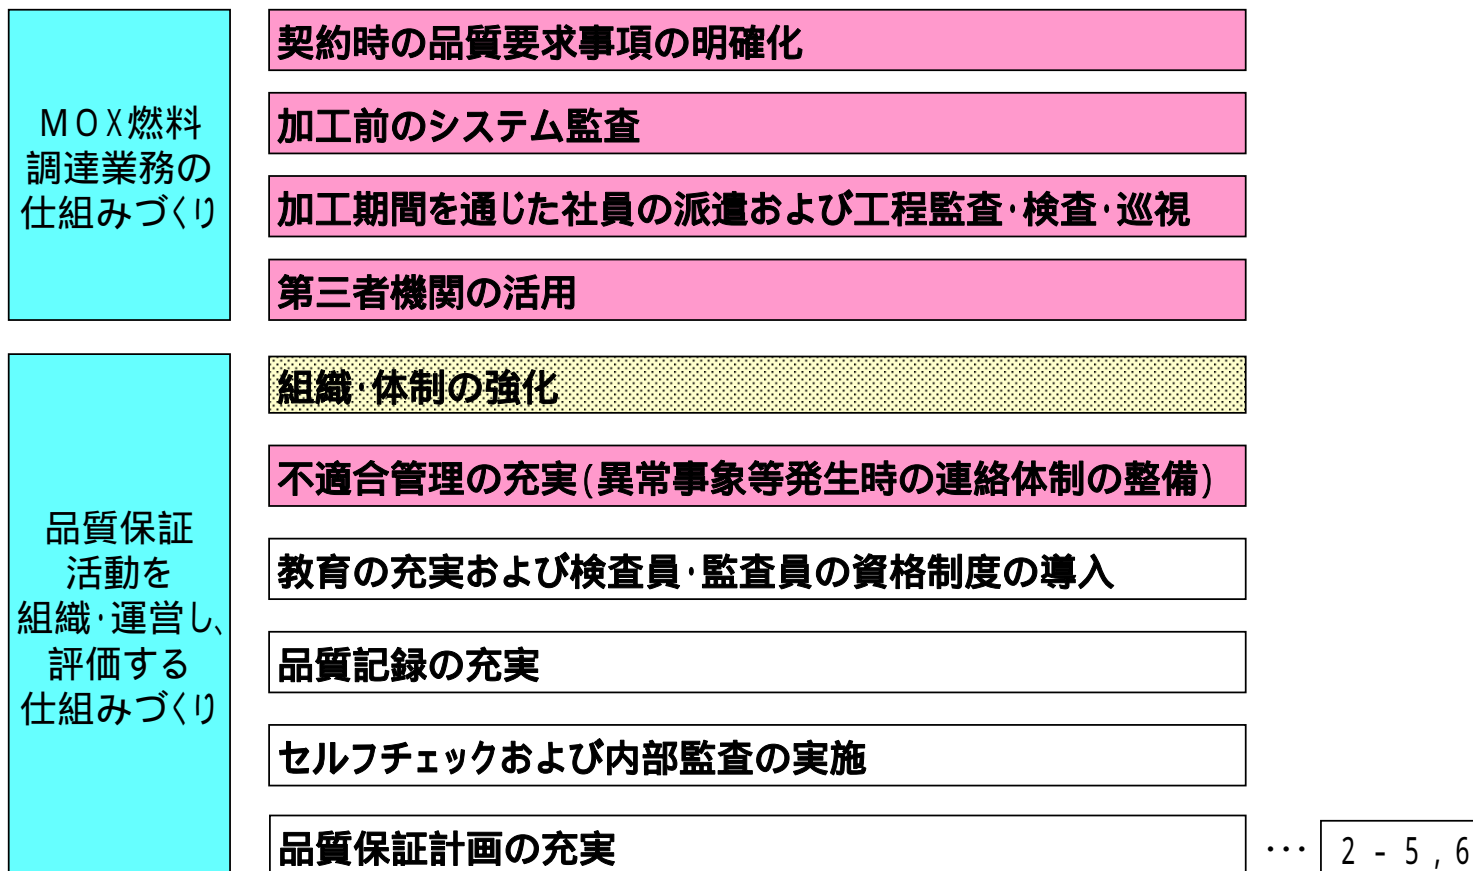 MOX燃料
調達業務の
仕組みづくり
契約時の品質要求事項の明確化
加工前のシステム監査
加工期間を通じた社員の派遣および工程監査・検査・巡視
第三者機関の活用
品質保証
活動を
組織・運営し、
評価する
仕組みづくり
組織・体制の強化
不適合管理の充実(異常事象等発生時の連絡体制の整備)
教育の充実および検査員・監査員の資格制度の導入
品質記録の充実
セルフチェックおよび内部監査の実施
品質保証計画の充実 … 2-5,6